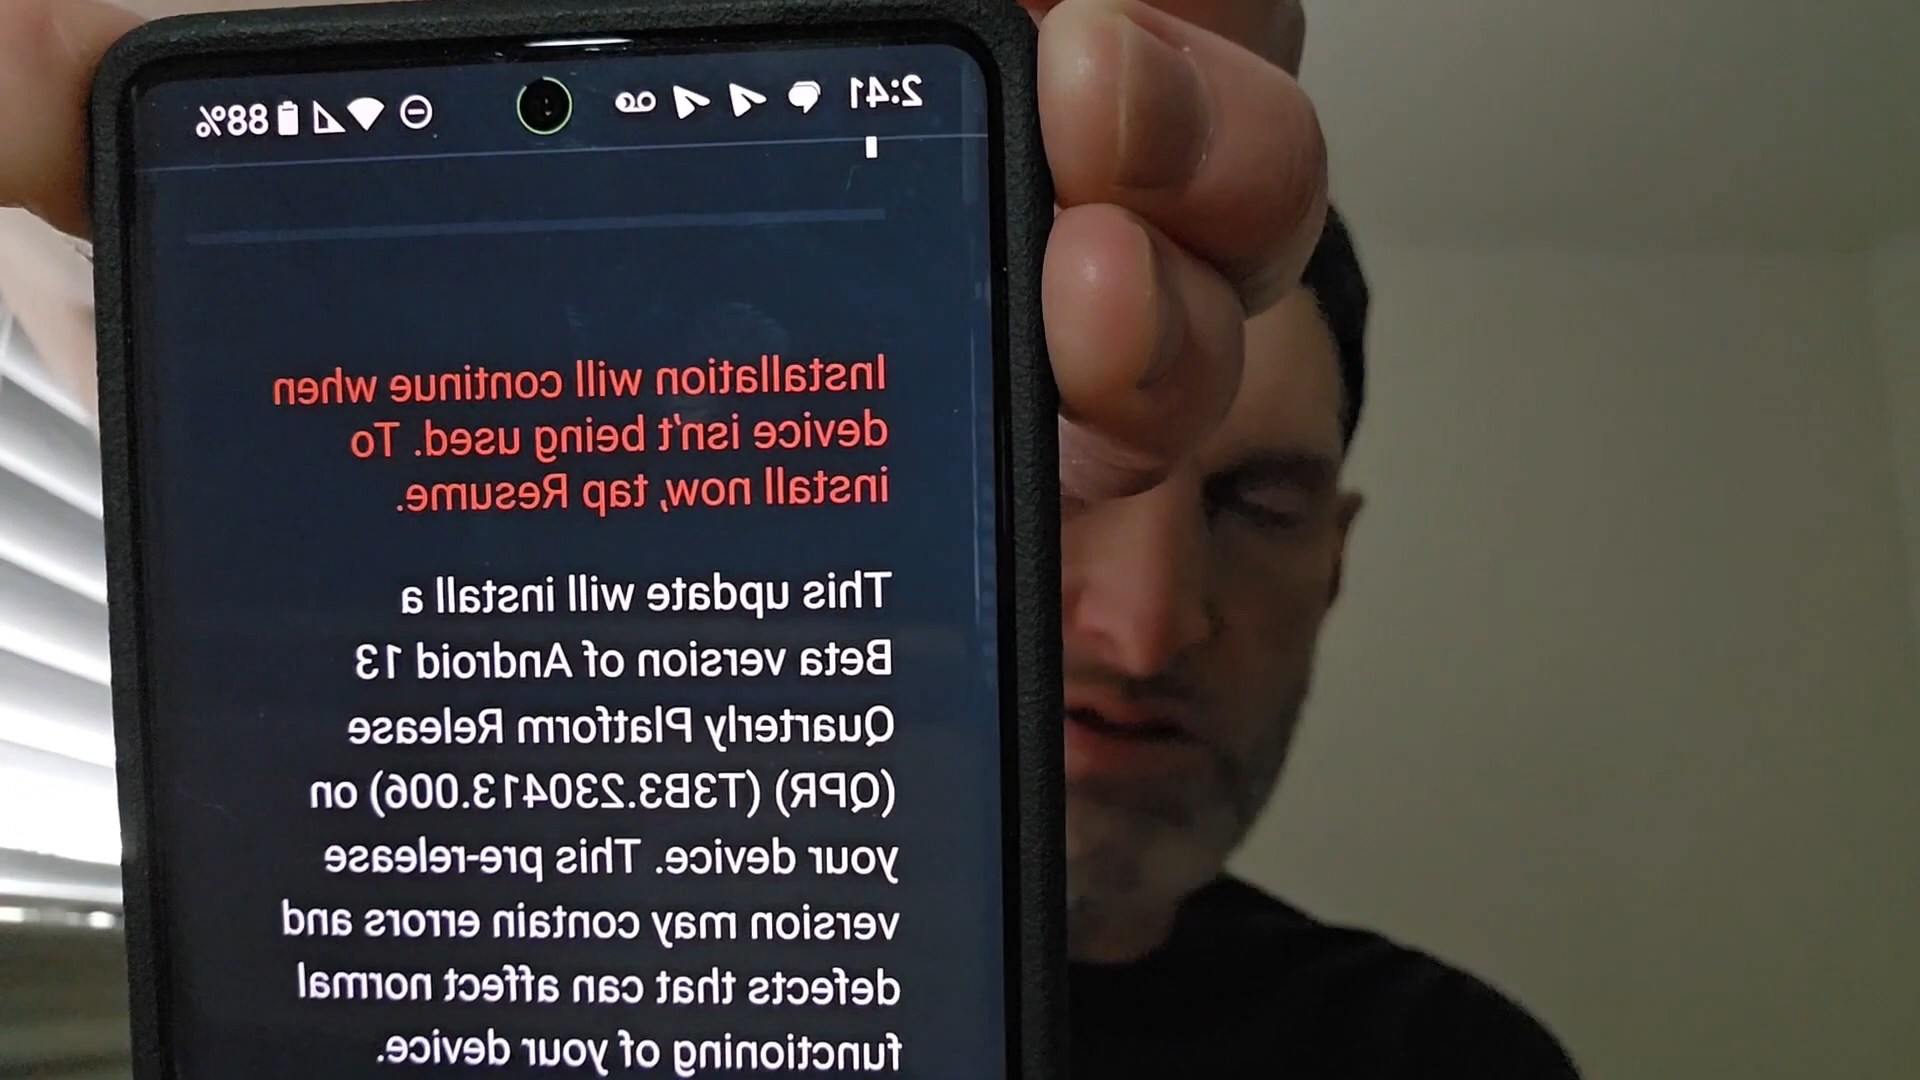 2:41 88%
Installation will continue when
device isn't being used. To
install now, tap Resume.
This update will install a
Beta version of Android 13
Quarterly Platform Release
(QPR) (T3B3.230413.006) on
your device. This pre-release
version may contain errors and
defects that can affect normal
functioning of your device.